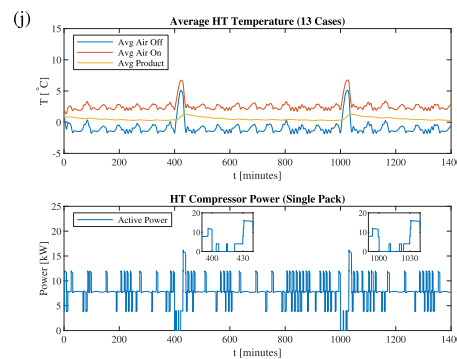 (j)
Average HT Temperature (13 Cases)
15
10
5
0
-5
T [ °C]
Avg Air Off
Avg Air On
Avg Product
0 200 400 600 800 1000 1200 1400
t [minutes]
HT Compressor Power (Single Pack)
25
20
15
10
5
0
Power [kW]
Active Power
20
10
0
400 430
20
10
0
1000 1030
0 200 400 600 800 1000 1200 1400
t [minutes]